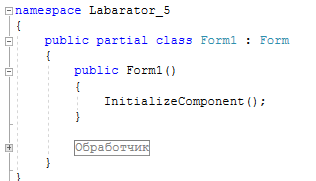 namespace Labarator_5
{
public partial class Form1 : Form
{
public Form1()
{
InitializeComponent();
}
Обработчик
}
}